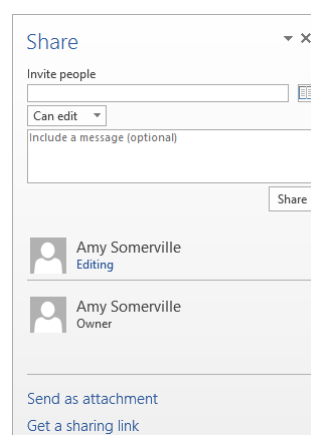 Share
Invite people
Can edit
Include a message (optional)
Share
Amy Somerville
Editing
Amy Somerville
Owner
Send as attachment
Get a sharing link